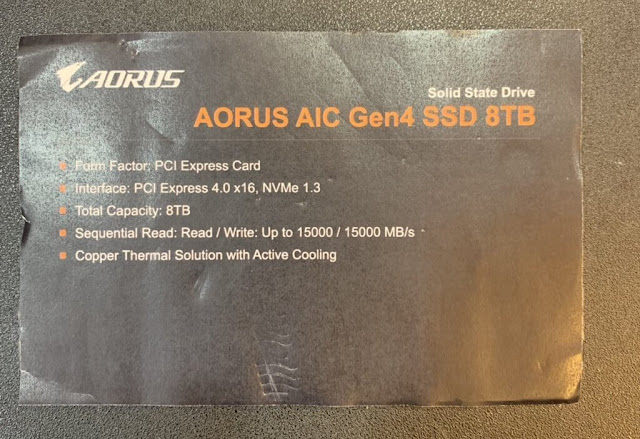 AORUS
Solid State Drive
AORUS AIC Gen4 SSD 8TB
Form Factor: PCI Express Card
Interface: PCI Express 4.0 x16, NVMe 1.3
Total Capacity: 8TB
Sequential Read: Read / Write: Up to 15000 / 15000 MB/s
Copper Thermal Solution with Active Cooling